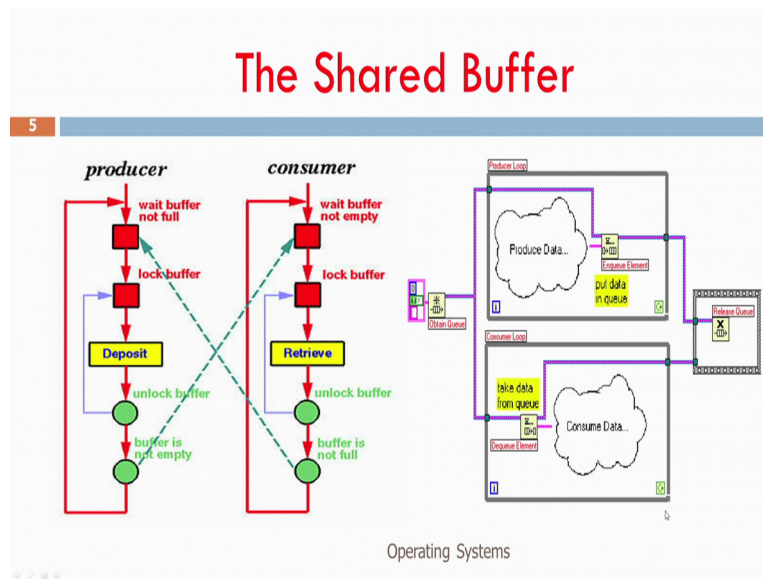 The Shared Buffer
5
producer
wait buffer
not full
lock buffer
Deposit
unlock buffer
buffer is
not empty
consumer
wait buffer
not empty
lock buffer
Retrieve
unlock buffer
buffer is
not full
Producer Loop
Produce Data...
Enqueue Element
put data
in queue
i
Obtain Queue
Release Queue
Consumer Loop
take data
from queue
Dequeue Element
Consume Data...
i
Operating Systems